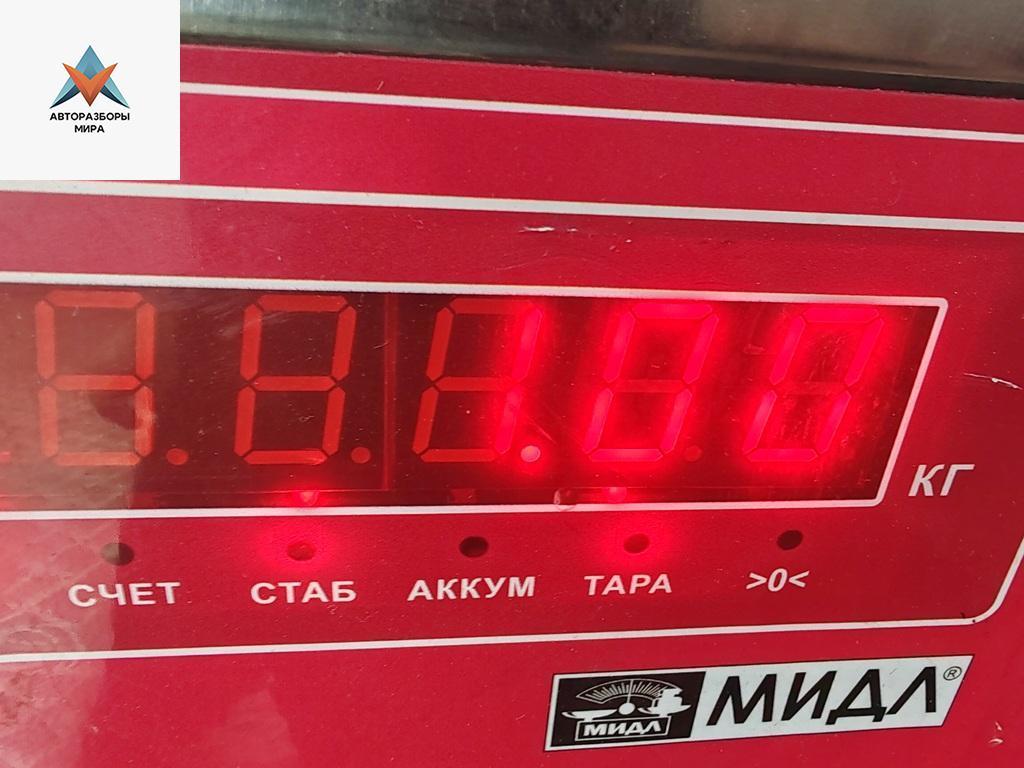 АВТОРАЗБОРЫ
МИРА
1.00
КГ
СЧЕТ СТАБ АККУМ ТАРА >0<
МИДЛ МИДЛ®